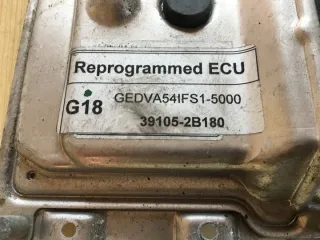 Reprogrammed ECU
G18 GEDVA54IFS1-5000
39105-2B180